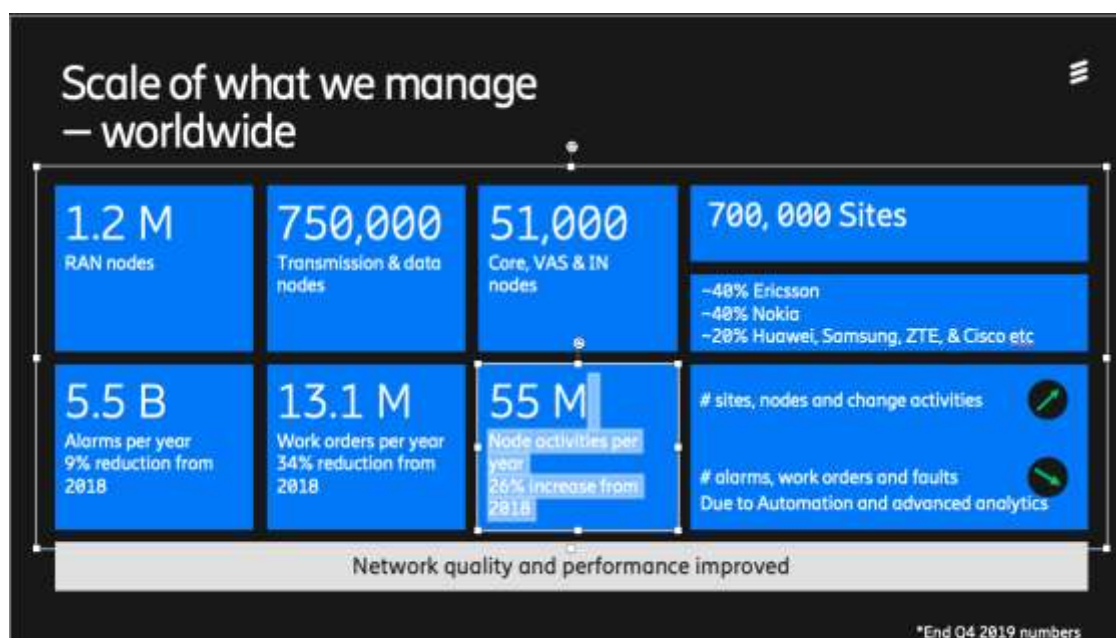 Scale of what we manage
– worldwide
1.2 M
RAN nodes
750,000
Transmission & data
nodes
51,000
Core, VAS & IN
nodes
700, 000 Sites
~40% Ericsson
~40% Nokia
~20% Huawei, Samsung, ZTE, & Cisco etc
5.5 B
Alarms per year
9% reduction from
2018
13.1 M
Work orders per year
34% reduction from
2018
55 M
Node activities per
year
26% increase from
2018
# sites, nodes and change activities
# alarms, work orders and faults
Due to Automation and advanced analytics
Network quality and performance improved
*End Q4 2019 numbers